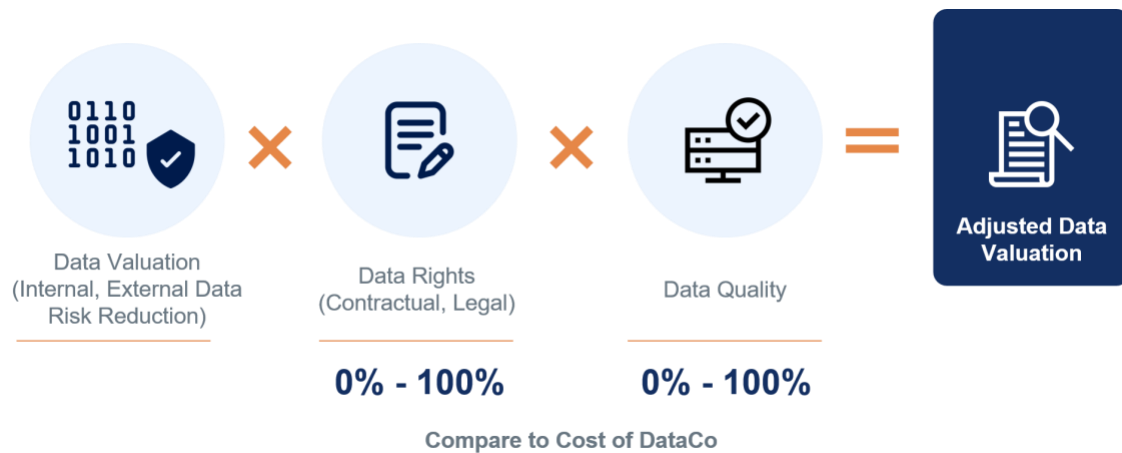 0110
1001
1010
Data Valuation
(Internal, External Data
Risk Reduction)
Data Rights
(Contractual, Legal)
0% - 100%
Data Quality
0% - 100%
Adjusted Data
Valuation
Compare to Cost of DataCo